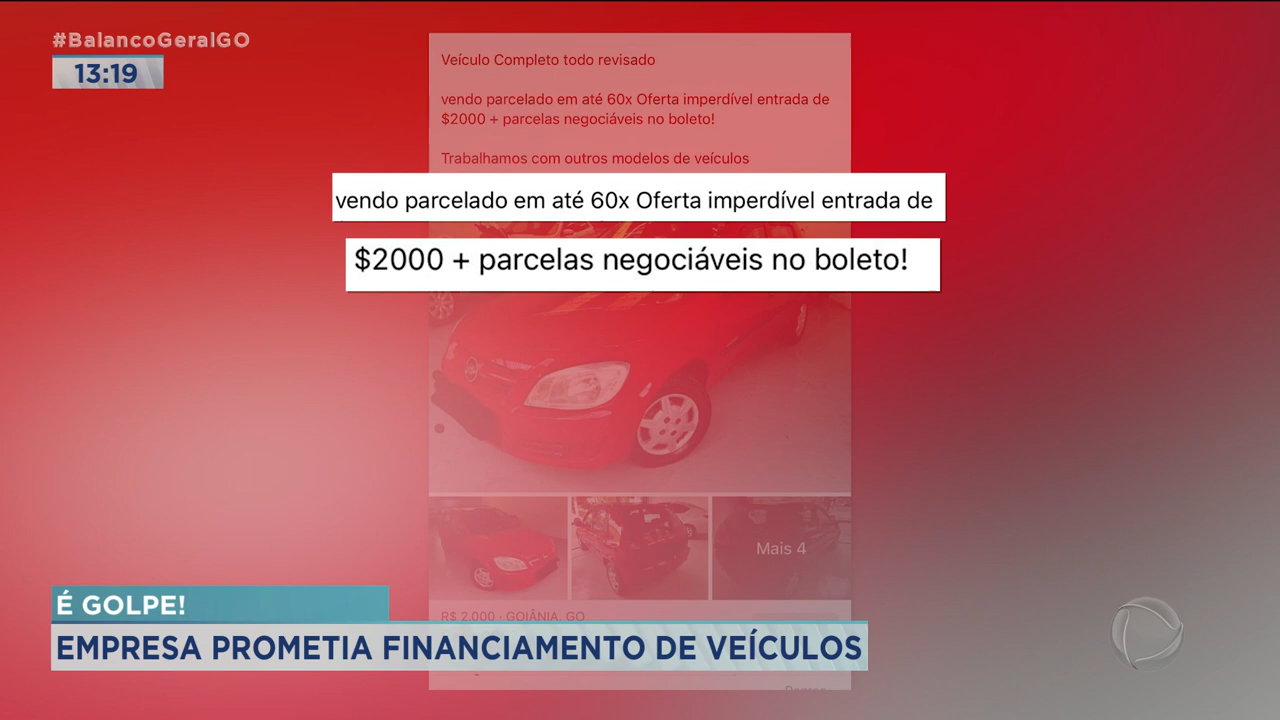 #BalancoGeralGO
13:19
Veículo Completo todo revisado
vendo parcelado em até 60x Oferta imperdível entrada de
$2000 + parcelas negociáveis no boleto!
Trabalhamos com outros modelos de veículos
vendo parcelado em até 60x Oferta imperdível entrada de
$2000 + parcelas negociáveis no boleto!
Mais 4
R$ 2.000 · GOIÂNIA, GO
É GOLPE!
EMPRESA PROMETIA FINANCIAMENTO DE VEÍCULOS